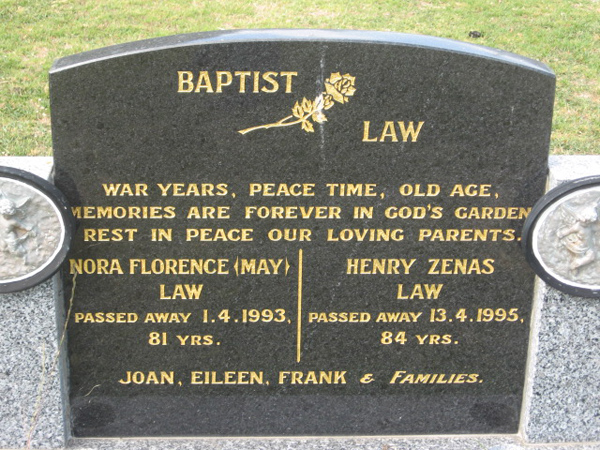 BAPTIST
LAW
WAR YEARS, PEACE TIME, OLD AGE,
MEMORIES ARE FOREVER IN GOD'S GARDEN
REST IN PEACE OUR LOVING PARENTS.
NORA FLORENCE (MAY)
LAW
PASSED AWAY 1.4.1993,
81 YRS.
HENRY ZENAS
LAW
PASSED AWAY 13.4.1995,
84 YRS.
JOAN, EILEEN, FRANK & FAMILIES.